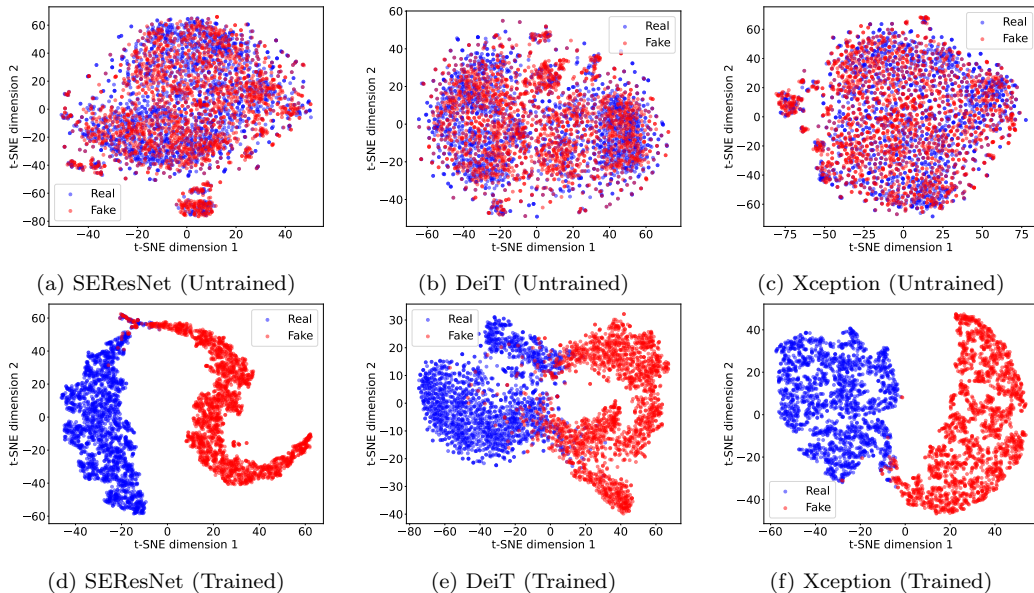 t-SNE dimension 2
60
40
20
0
−20
−40
−60
−80
Real
Fake
−40 −20 0 20 40
t-SNE dimension 1
(a) SEResNet (Untrained)
t-SNE dimension 2
40
20
0
−20
−40
Real
Fake
−60 −40 −20 0 20 40 60
t-SNE dimension 1
(b) DeiT (Untrained)
t-SNE dimension 2
60
40
20
0
−20
−40
−60
Real
Fake
−75 −50 −25 0 25 50 75
t-SNE dimension 1
(c) Xception (Untrained)
t-SNE dimension 2
60
40
20
0
−20
−40
−60
Real
Fake
−40 −20 0 20 40 60
t-SNE dimension 1
(d) SEResNet (Trained)
t-SNE dimension 2
30
20
10
0
−10
−20
−30
−40
Real
Fake
−80 −60 −40 −20 0 20 40 60
t-SNE dimension 1
(e) DeiT (Trained)
t-SNE dimension 2
40
20
0
−20
−40
Real
Fake
−40 −20 0 20 40
t-SNE dimension 1
(f) Xception (Trained)